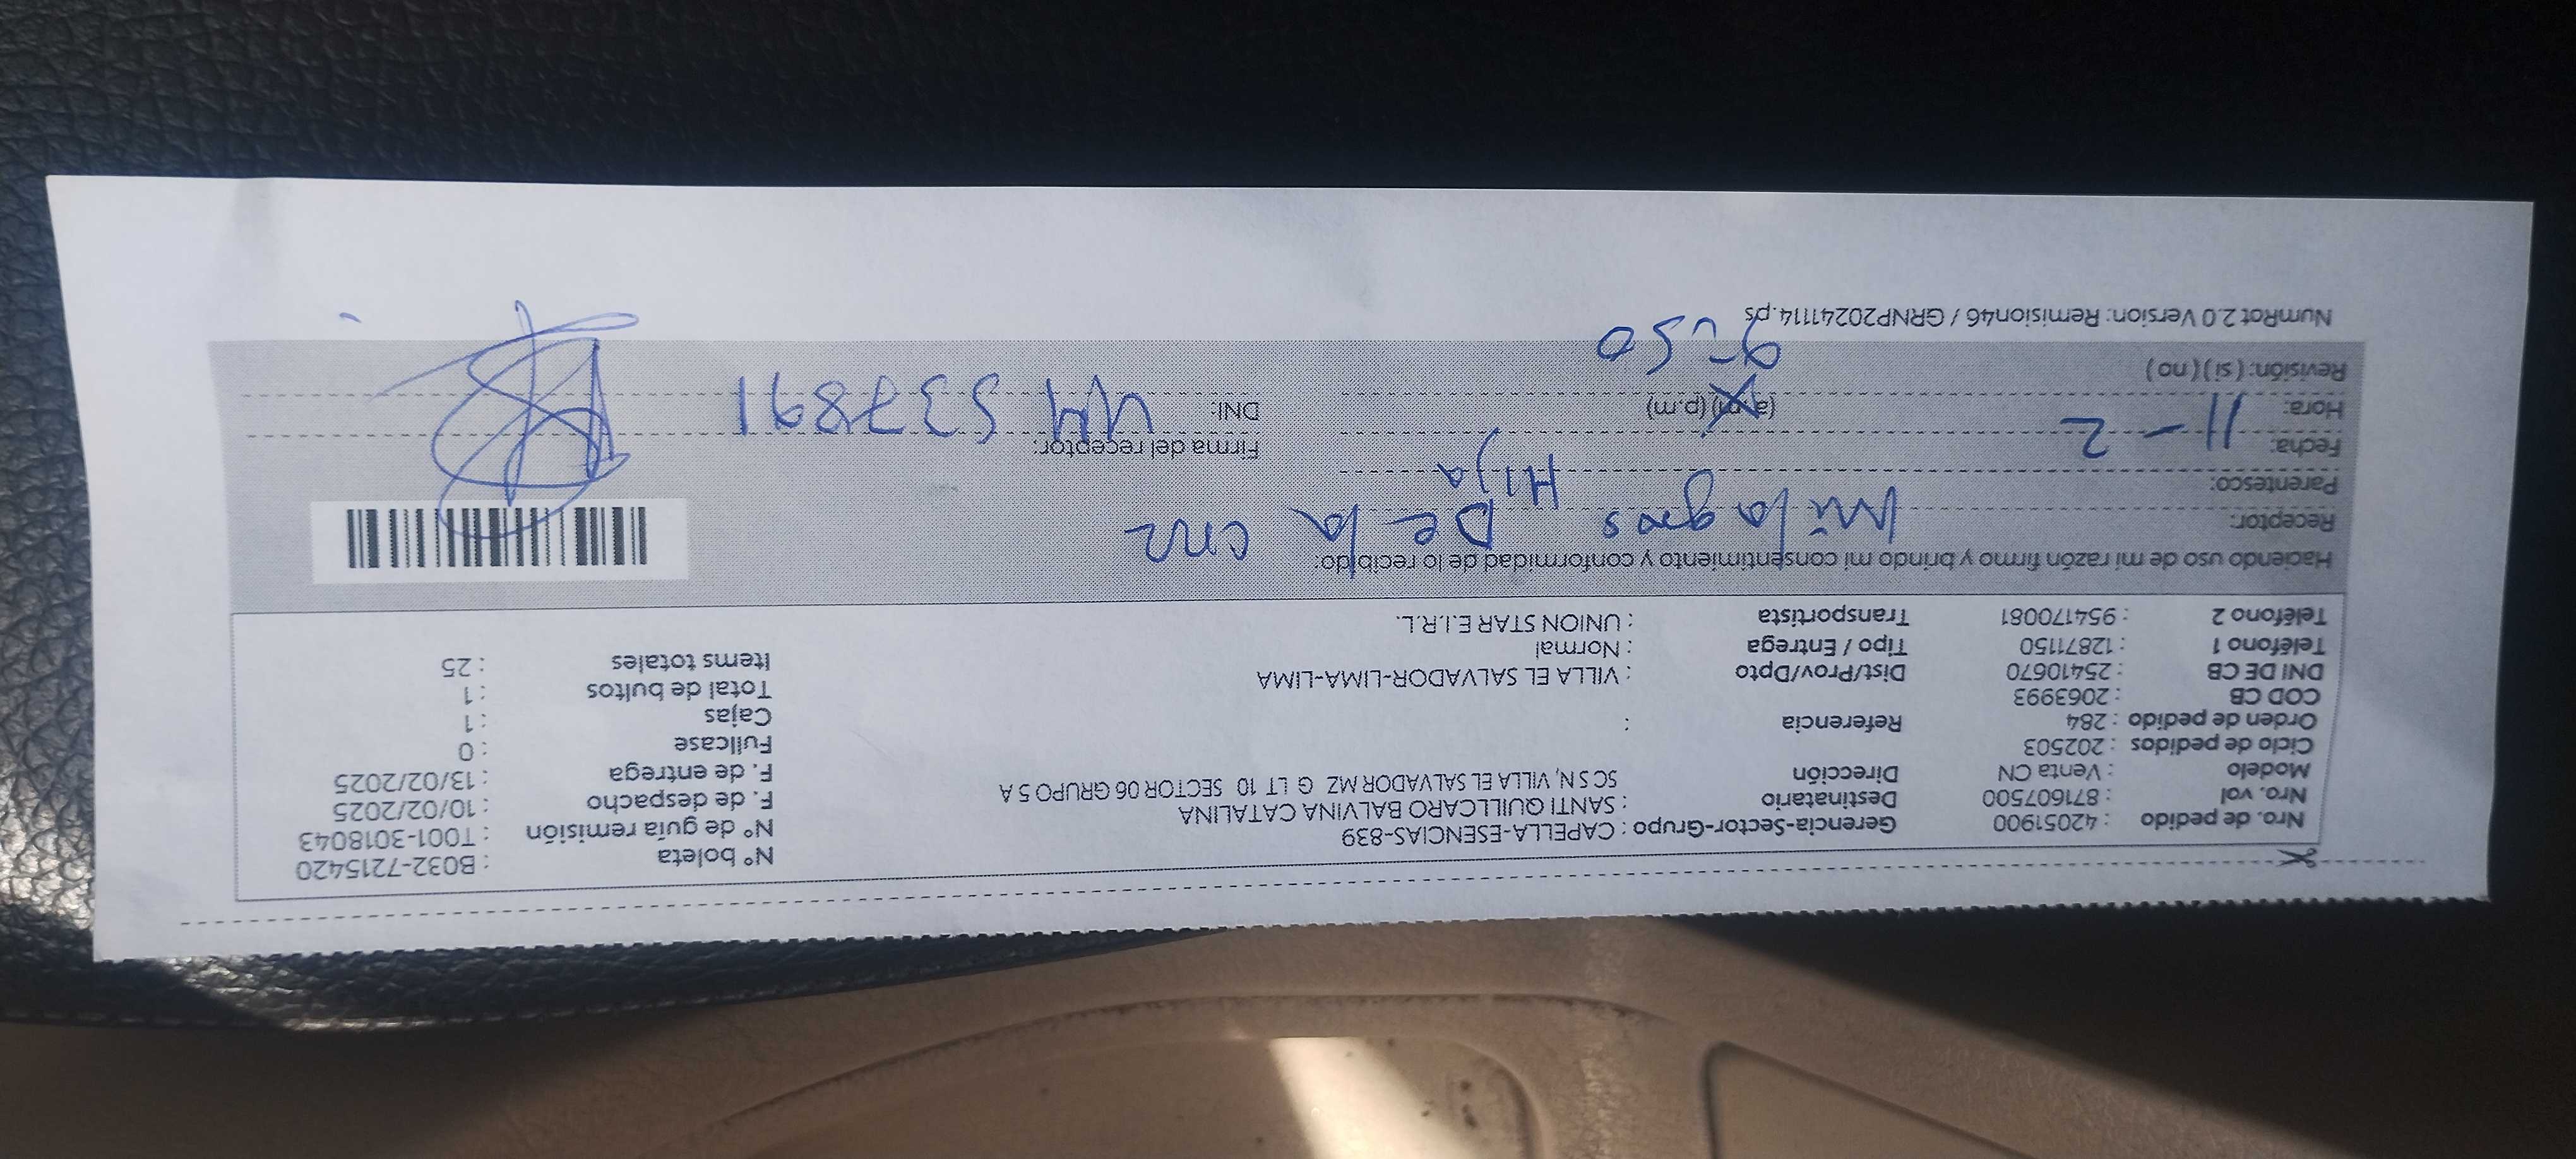 Nro. de pedido : 42051900 Gerencia-Sector-Grupo : CAPELLA-ESENCIAS-839 N° boleta : B032-7215420
Nro. vol : 871607500 Destinatario : SANTI QUILLCARO BALVINA CATALINA N° de guía remisión : T001-3018043
Modelo : Venta CN Dirección SC S N, VILLA EL SALVADOR MZ G LT 10 SECTOR 06 GRUPO 5 A F. de despacho : 10/02/2025
Ciclo de pedidos : 202503 F. de entrega : 13/02/2025
Orden de pedido : 284 Referencia : Fullcase : 0
COD CB : 2063993 Cajas : 1
DNI DE CB : 25410670 Dist/Prov/Dpto : VILLA EL SALVADOR-LIMA-LIMA Total de bultos : 1
Teléfono 1 : 12871150 Tipo / Entrega : Normal Items totales : 25
Teléfono 2 : 954170081 Transportista : UNION STAR E.I.R.L.
Haciendo uso de mi razón firmo y brindo mi consentimiento y conformidad de lo recibido:
Receptor: Milagros De la cruz
Parentesco: Hija
Fecha: 11 - 2 Firma del receptor:
Hora: (a.m) (p.m) 9:50 DNI: 44537891
Revisión: ( si ) ( no )
NumRot 2.0 Version: Remision46 / GRNP20241114.ps